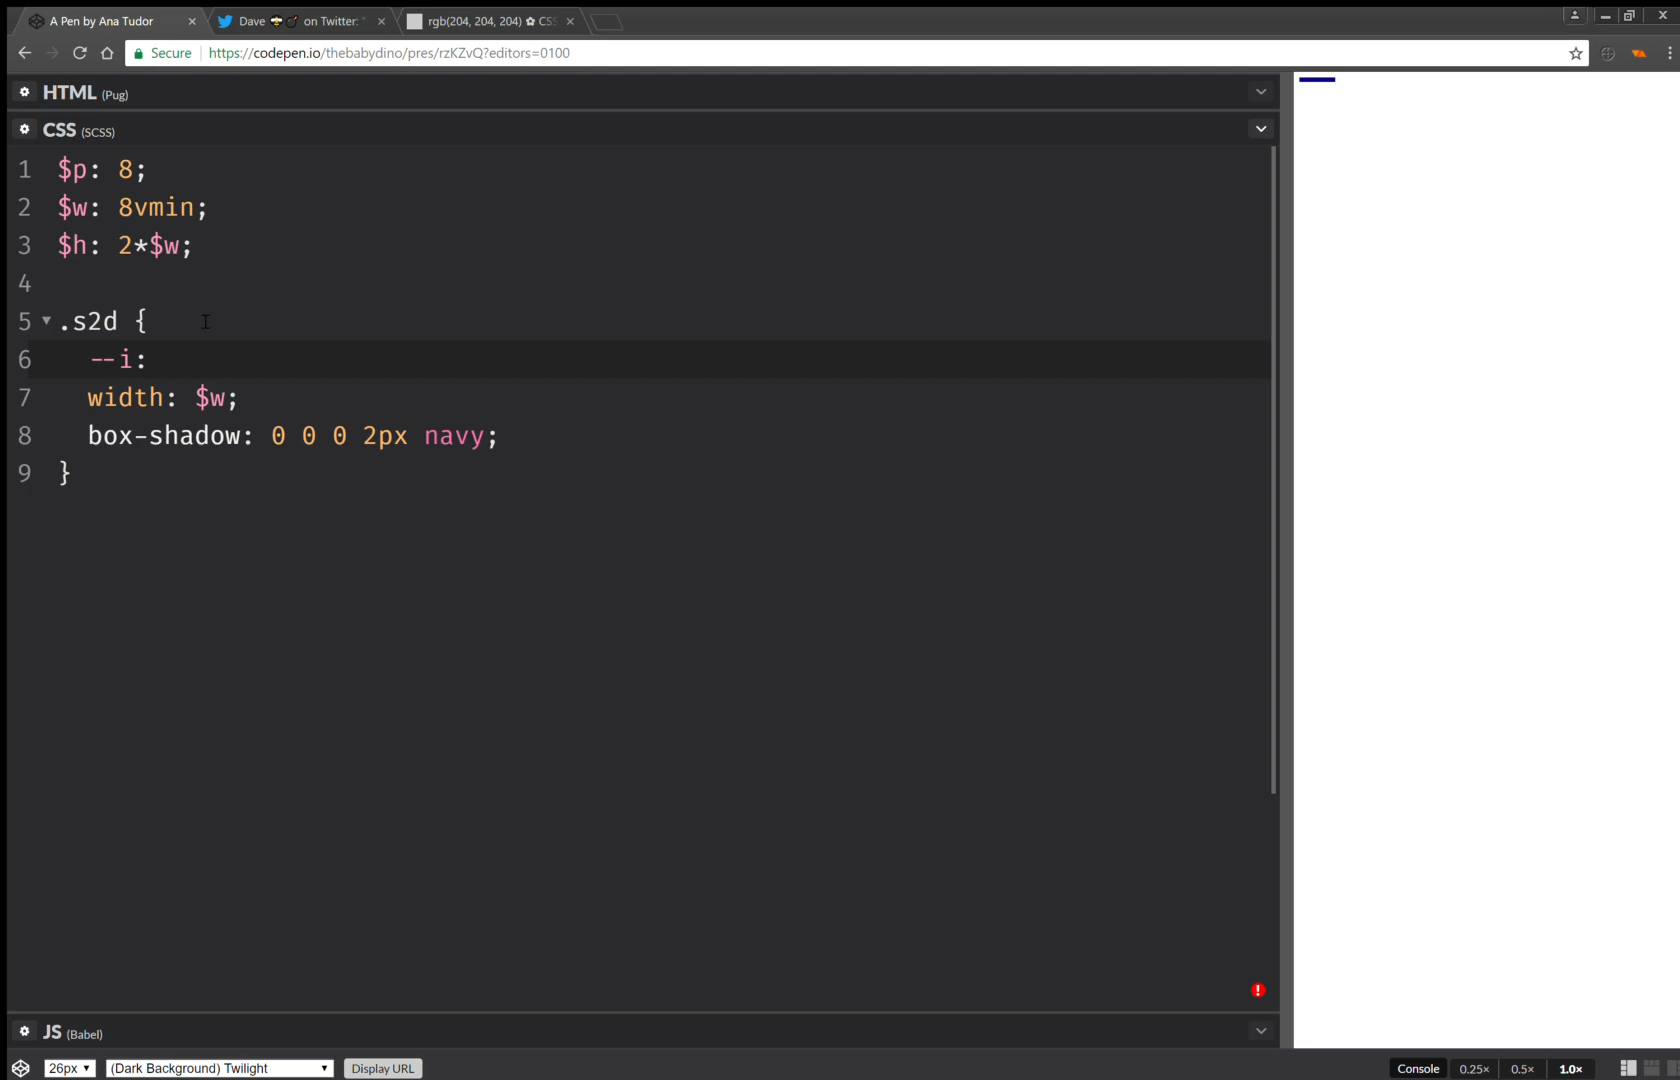 A Pen by Ana Tudor
Dave on Twitter: "
rgb(204, 204, 204) ✿ CSS
Secure https://codepen.io/thebabydino/pres/rzKZvQ?editors=0100
HTML (Pug)
CSS (SCSS)
1 $p: 8;
2 $w: 8vmin;
3 $h: 2*$w;
4
5 .s2d {
6 --i:
7 width: $w;
8 box-shadow: 0 0 0 2px navy;
9 }
JS (Babel)
26px (Dark Background) Twilight Display URL Console 0.25× 0.5× 1.0×